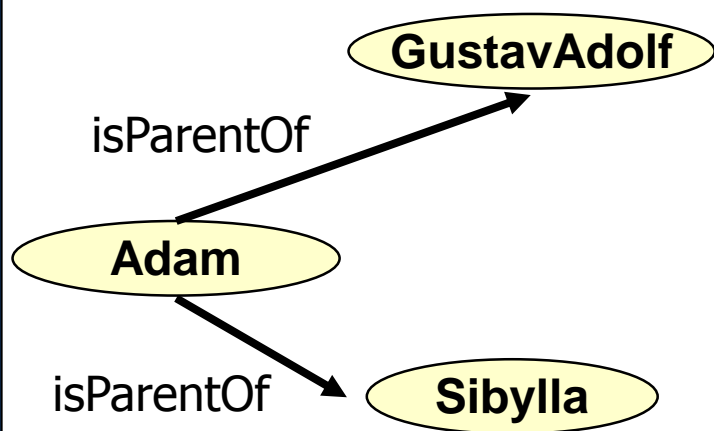 GustavAdolf
isParentOf
Adam
isParentOf
Sibylla